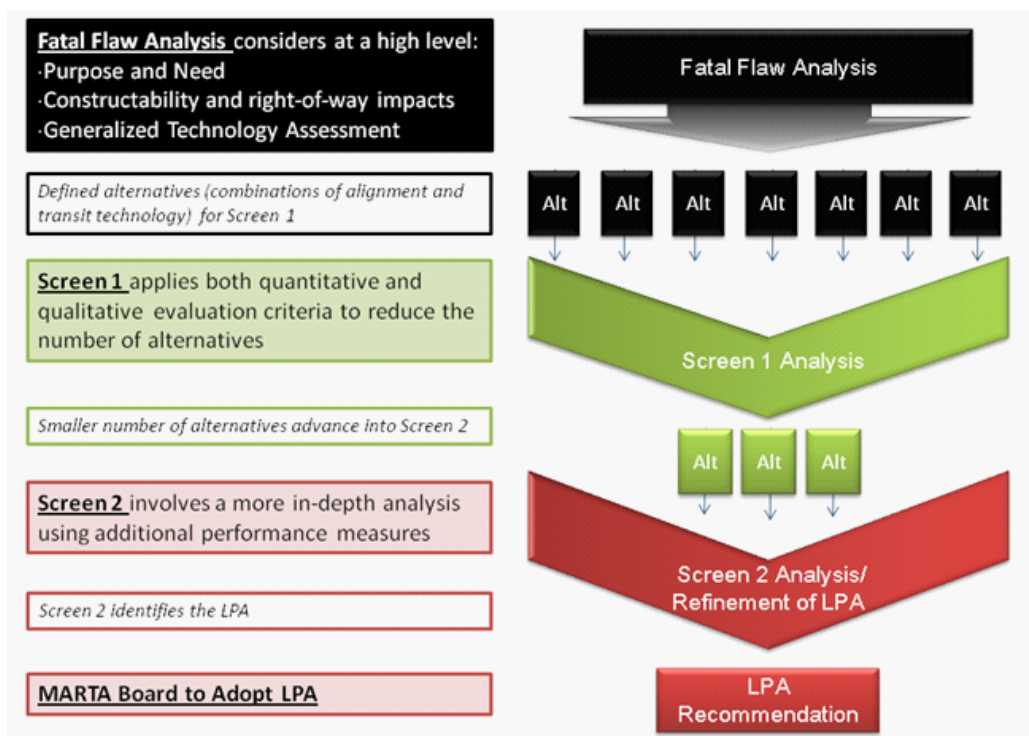 Fatal Flaw Analysis considers at a high level:
·Purpose and Need
·Constructability and right-of-way impacts
·Generalized Technology Assessment
Fatal Flaw Analysis
Defined alternatives (combinations of alignment and
transit technology) for Screen 1
Alt Alt Alt Alt Alt Alt Alt
Screen 1 applies both quantitative and
qualitative evaluation criteria to reduce the
number of alternatives
Screen 1 Analysis
Smaller number of alternatives advance into Screen 2
Alt Alt Alt
Screen 2 involves a more in-depth analysis
using additional performance measures
Screen 2 Analysis/
Refinement of LPA
Screen 2 identifies the LPA
MARTA Board to Adopt LPA
LPA
Recommendation